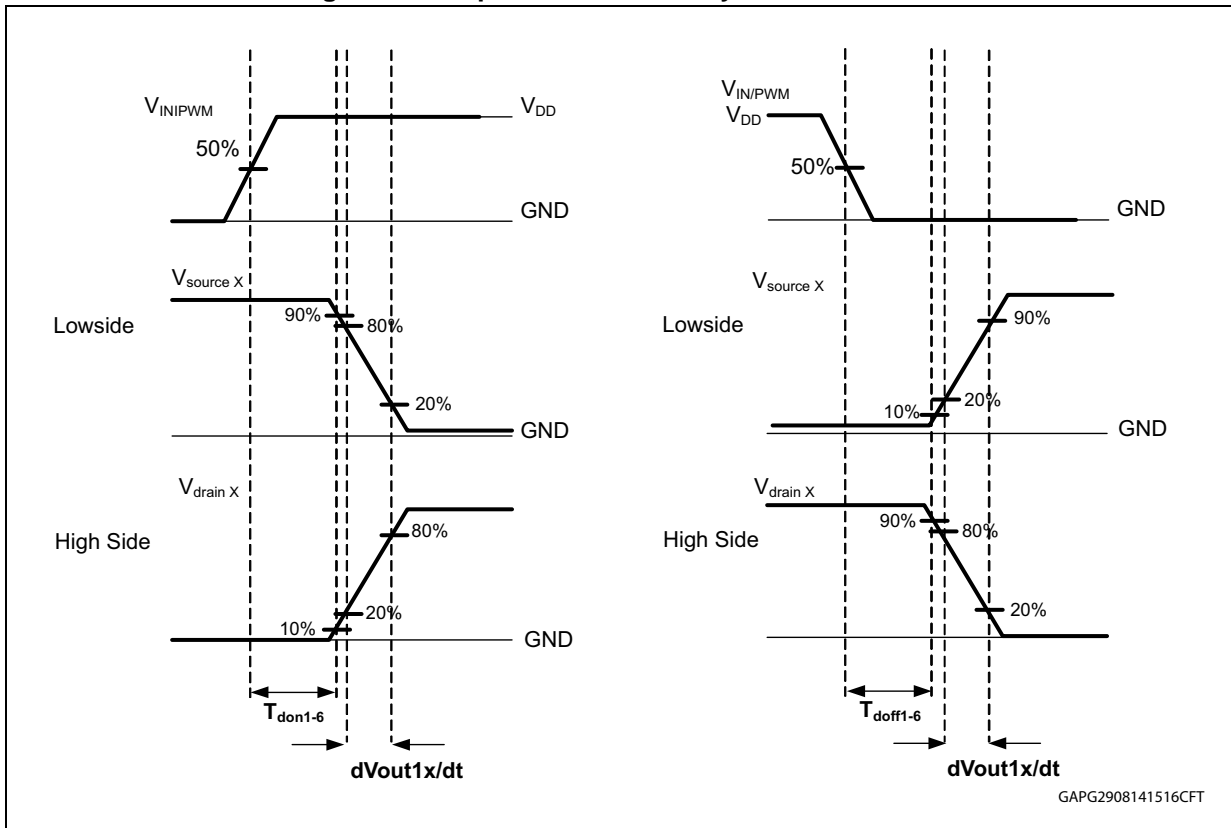 V_INIPWM
V_DD
50%
GND
V_source X
Lowside
90%
80%
20%
GND
V_drain X
High Side
80%
20%
10%
GND
T_don1-6
dVout1x/dt
V_IN/PWM
V_DD
50%
GND
V_source X
Lowside
90%
20%
10%
GND
V_drain X
High Side
90%
80%
20%
T_doff1-6
dVout1x/dt
GAPG2908141516CFT